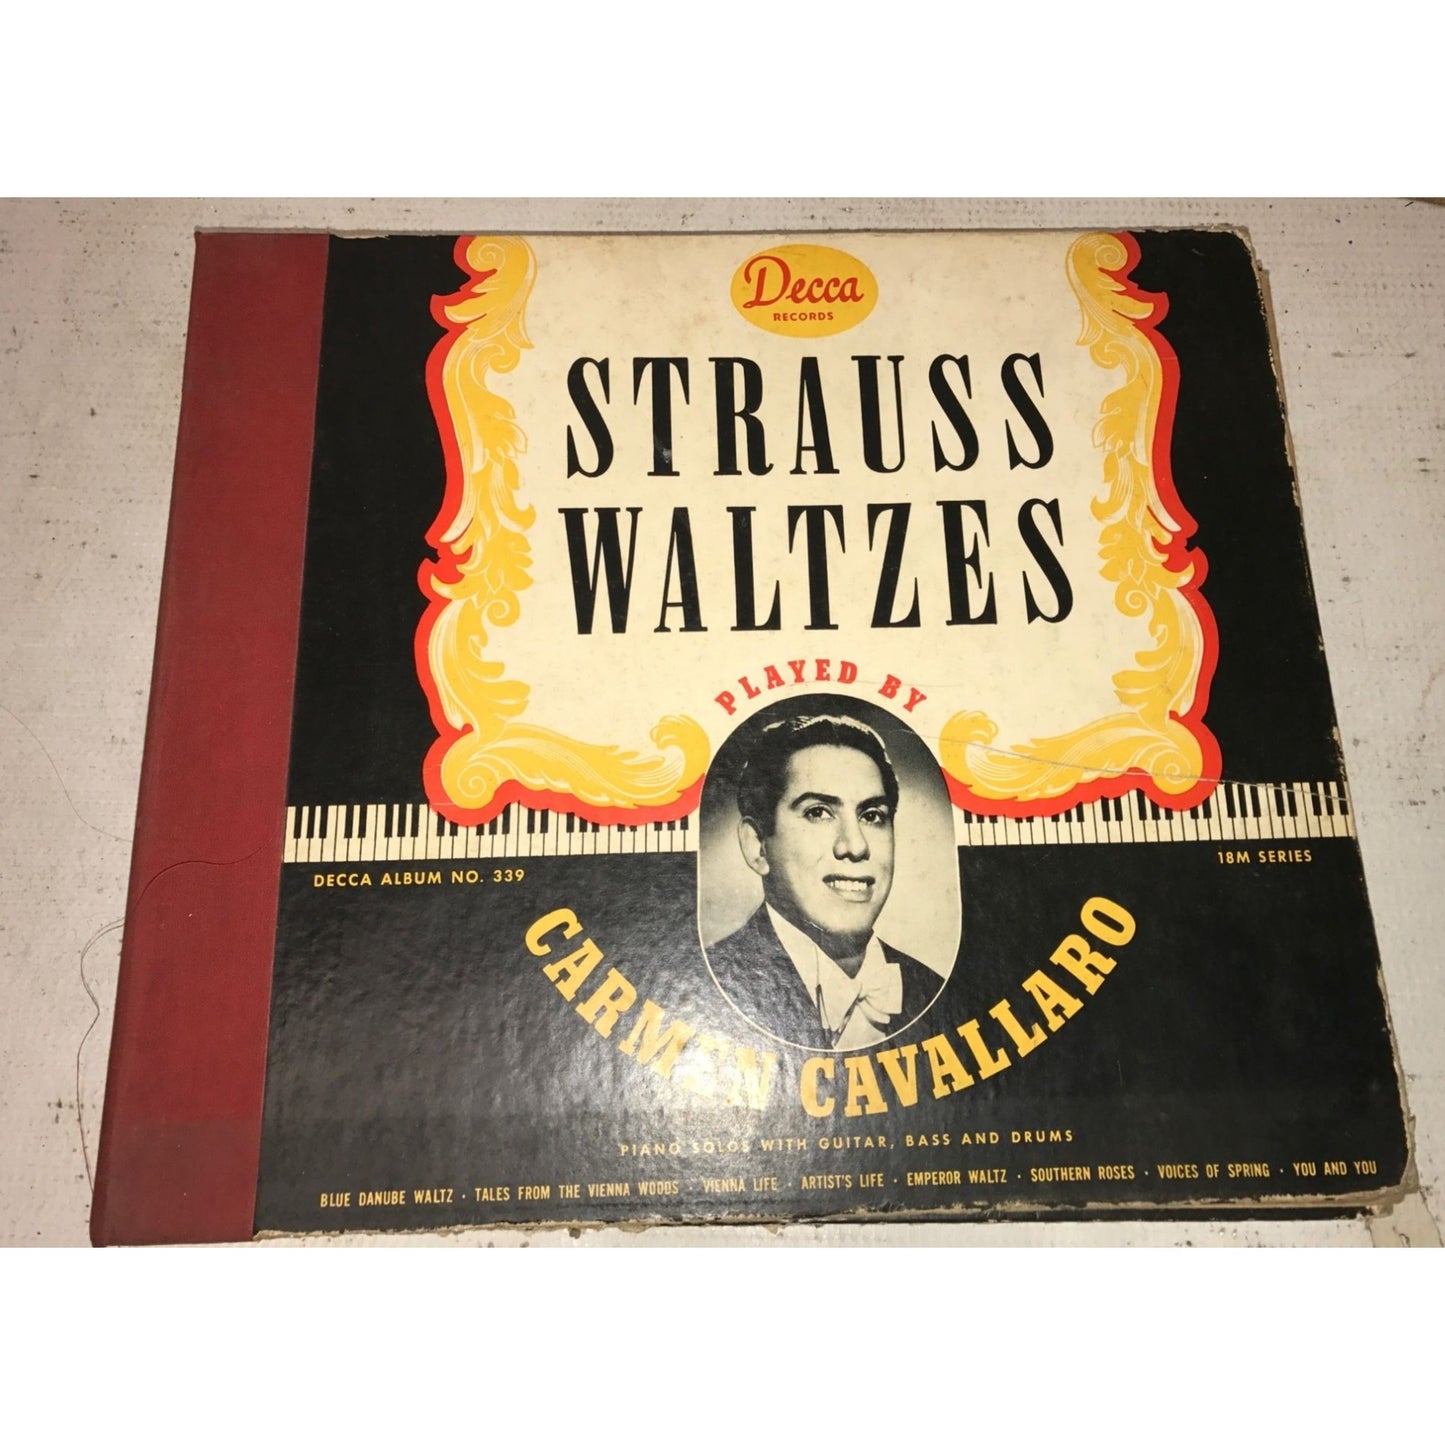 Decca
RECORDS
STRAUSS
WALTZES
PLAYED BY
DECCA ALBUM NO. 339
18M SERIES
CARMEN CAVALLARO
PIANO SOLOS WITH GUITAR, BASS AND DRUMS
BLUE DANUBE WALTZ · TALES FROM THE VIENNA WOODS · VIENNA LIFE · ARTIST'S LIFE · EMPEROR WALTZ · SOUTHERN ROSES · VOICES OF SPRING · YOU AND YOU